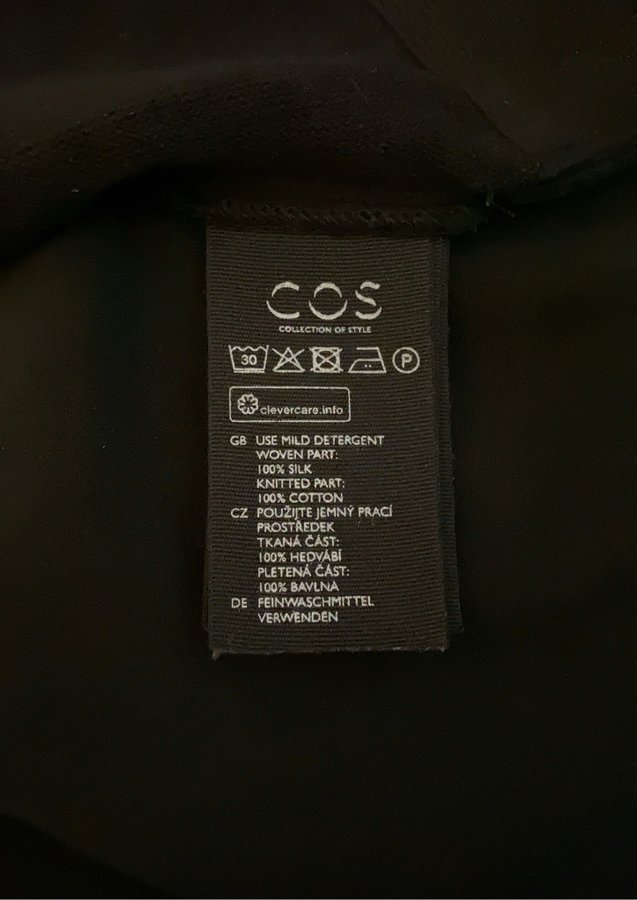 COS
COLLECTION OF STYLE
30 P
clevercare.info
GB USE MILD DETERGENT
WOVEN PART:
100% SILK
KNITTED PART:
100% COTTON
CZ POUŽIJTE JEMNÝ PRACÍ
PROSTŘEDEK
TKANÁ ČÁST:
100% HEDVÁBÍ
PLETENÁ ČÁST:
100% BAVLNA
DE FEINWASCHMITTEL
VERWENDEN